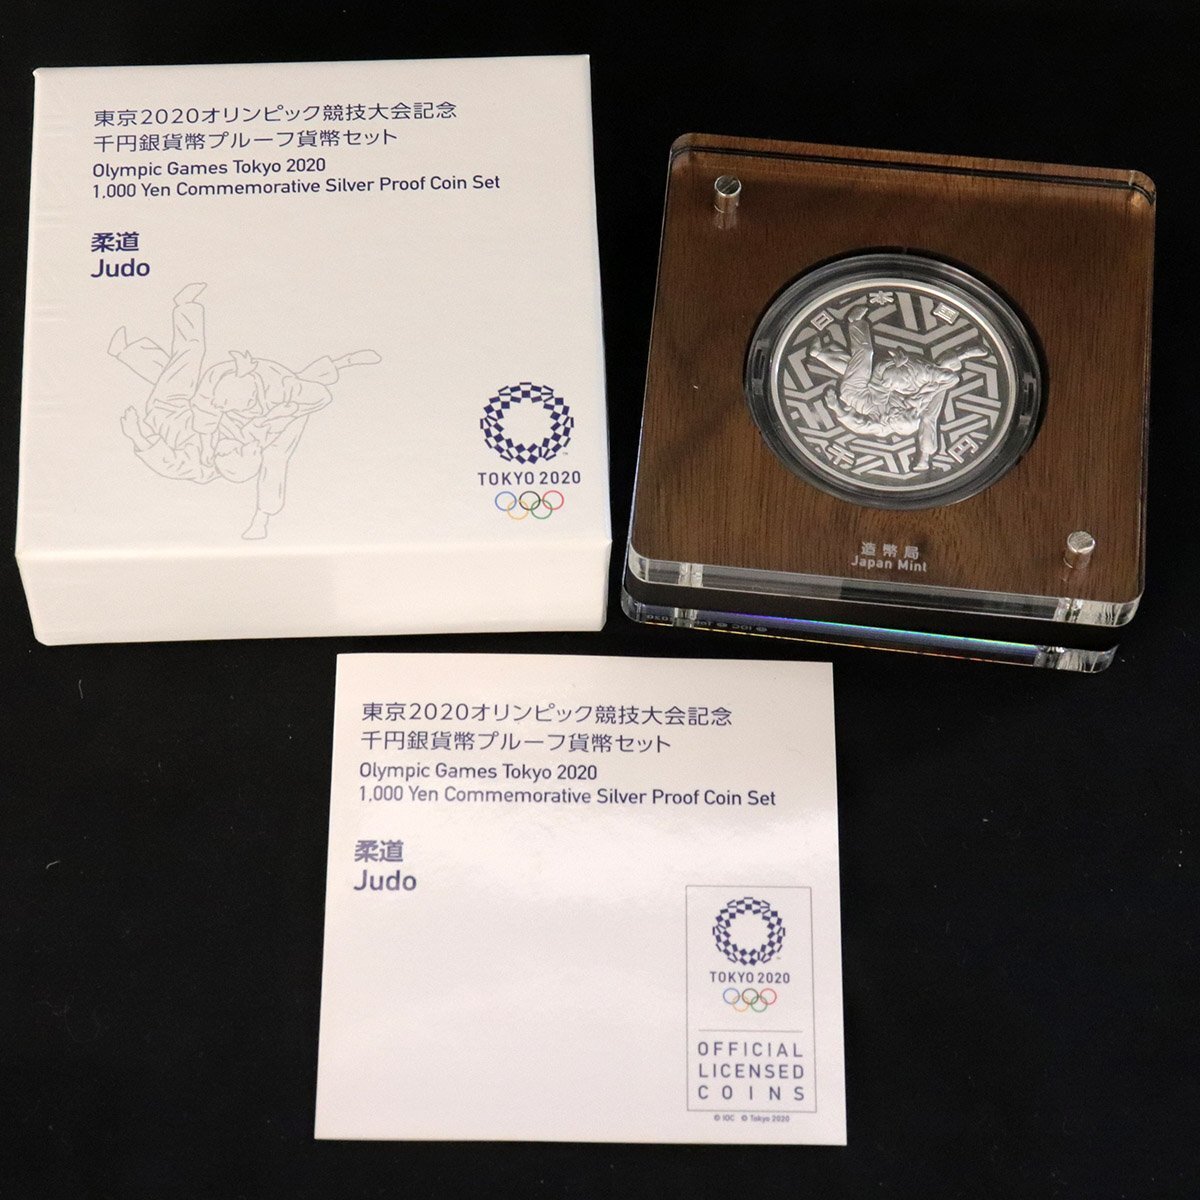 東京2020オリンピック競技大会記念
千円銀貨幣プルーフ貨幣セット
Olympic Games Tokyo 2020
1,000 Yen Commemorative Silver Proof Coin Set
柔道
Judo
TOKYO 2020
日本国
千円
造幣局
Japan Mint
東京2020オリンピック競技大会記念
千円銀貨幣プルーフ貨幣セット
Olympic Games Tokyo 2020
1,000 Yen Commemorative Silver Proof Coin Set
柔道
Judo
TOKYO 2020
OFFICIAL
LICENSED
COINS
© IOC © Tokyo 2020